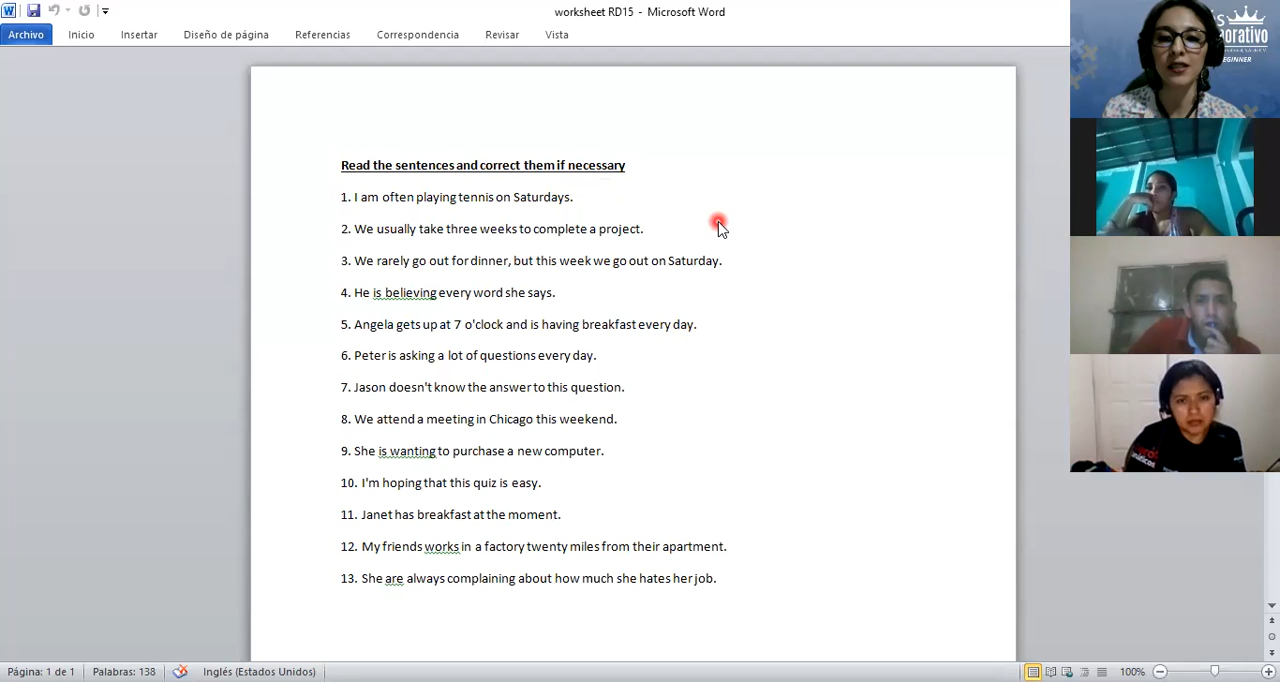 worksheet RD15 - Microsoft Word
Archivo Inicio Insertar Diseño de página Referencias Correspondencia Revisar Vista
Read the sentences and correct them if necessary
1. I am often playing tennis on Saturdays.
2. We usually take three weeks to complete a project.
3. We rarely go out for dinner, but this week we go out on Saturday.
4. He is believing every word she says.
5. Angela gets up at 7 o'clock and is having breakfast every day.
6. Peter is asking a lot of questions every day.
7. Jason doesn't know the answer to this question.
8. We attend a meeting in Chicago this weekend.
9. She is wanting to purchase a new computer.
10. I'm hoping that this quiz is easy.
11. Janet has breakfast at the moment.
12. My friends works in a factory twenty miles from their apartment.
13. She are always complaining about how much she hates her job.
Página: 1 de 1 Palabras: 138 Inglés (Estados Unidos) 100%